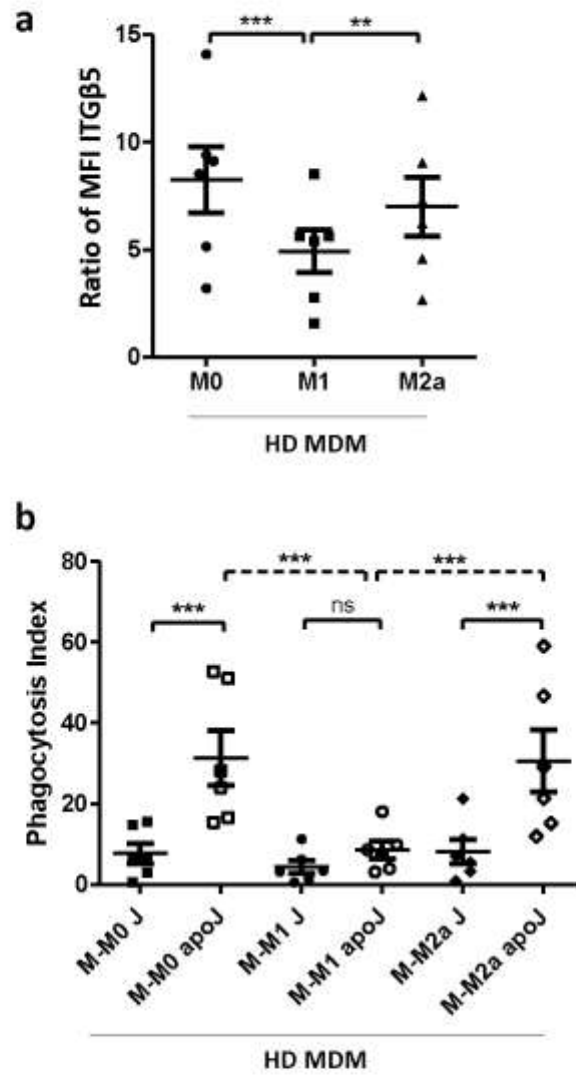 a
*** **
Ratio of MFI ITGβ5
15
10
5
0
M0 M1 M2a
HD MDM
b
*** ***
*** ns ***
Phagocytosis Index
80
60
40
20
0
M-M0 J M-M0 apoJ M-M1 J M-M1 apoJ M-M2a J M-M2a apoJ
HD MDM